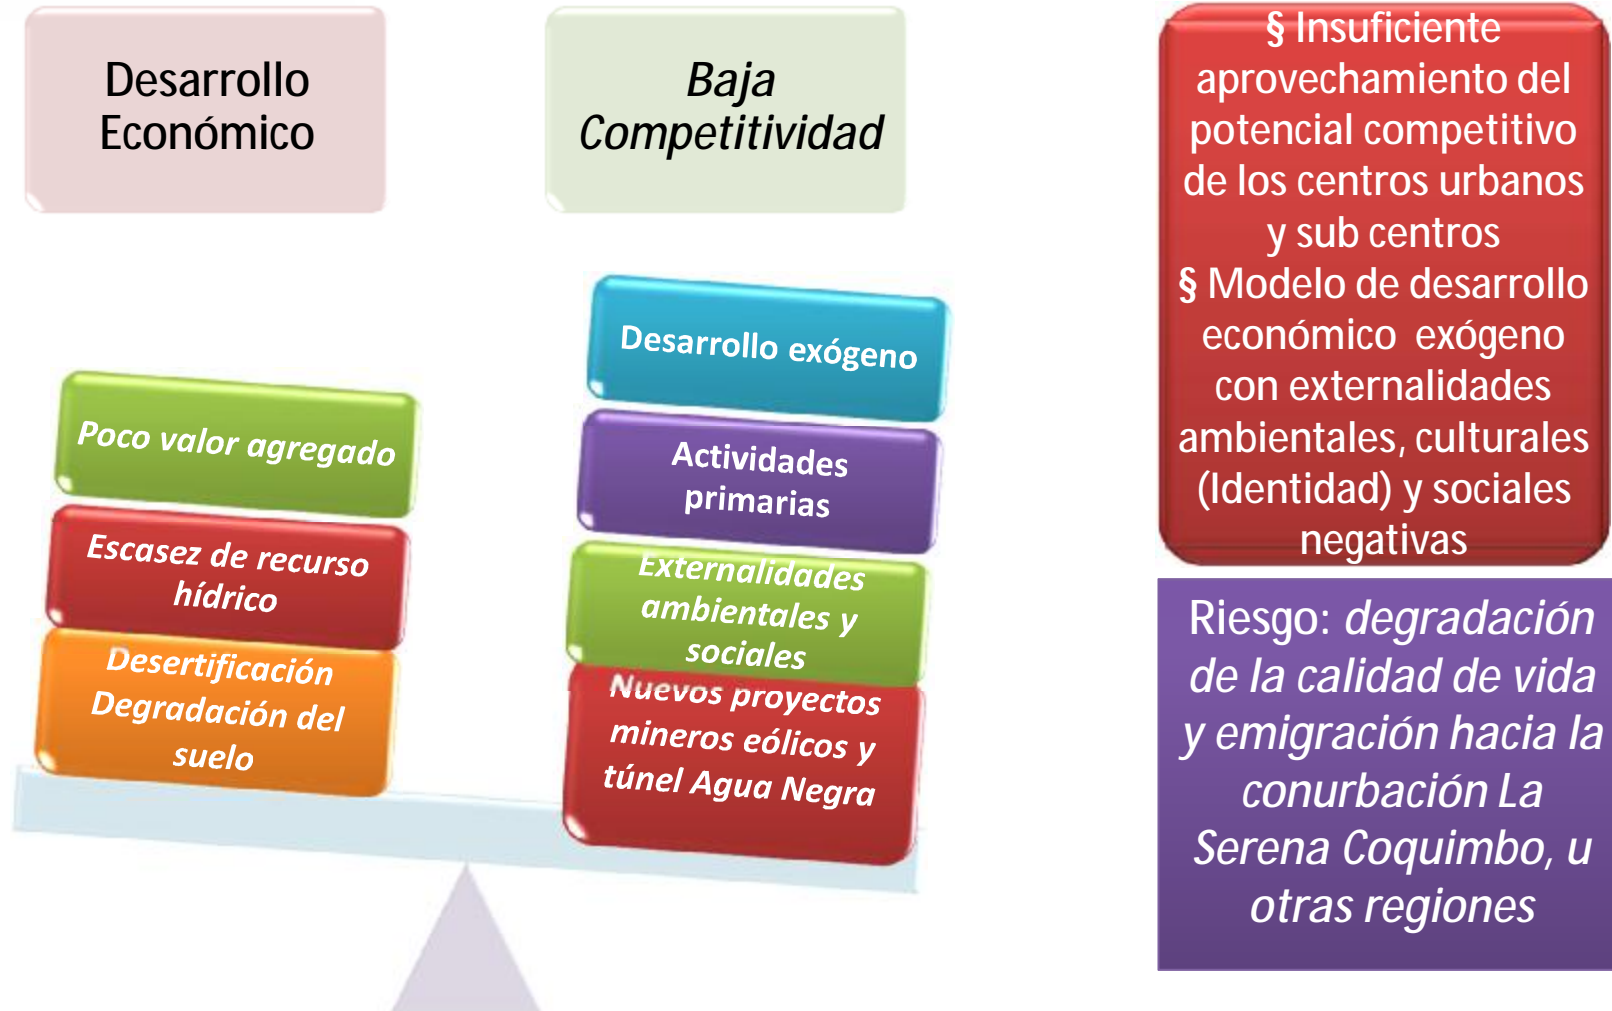 Desarrollo
Económico
Baja
Competitividad
Poco valor agregado
Escasez de recurso
hídrico
Desertificación
Degradación del
suelo
Desarrollo exógeno
Actividades
primarias
Externalidades
ambientales y
sociales
Nuevos proyectos
mineros eólicos y
túnel Agua Negra
§ Insuficiente
aprovechamiento del
potencial competitivo
de los centros urbanos
y sub centros
§ Modelo de desarrollo
económico exógeno
con externalidades
ambientales, culturales
(Identidad) y sociales
negativas
Riesgo: degradación
de la calidad de vida
y emigración hacia la
conurbación La
Serena Coquimbo, u
otras regiones